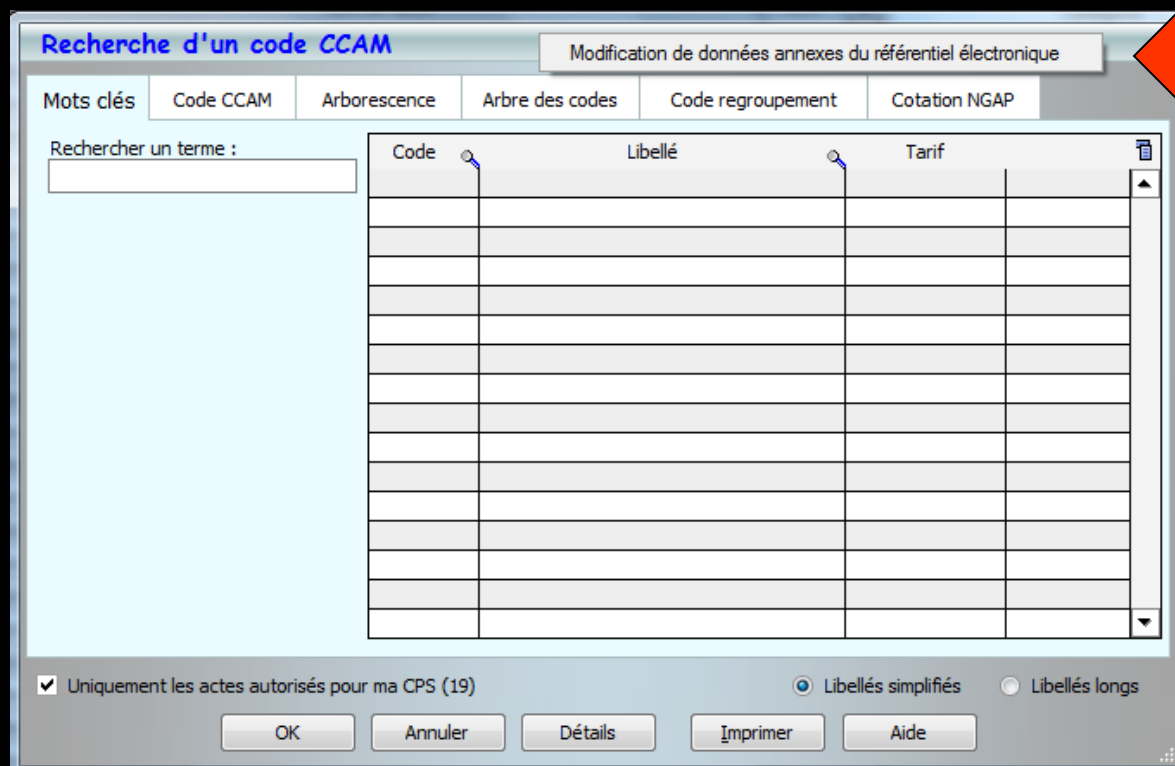 Recherche d'un code CCAM
Modification de données annexes du référentiel électronique
Mots clés Code CCAM Arborescence Arbre des codes Code regroupement Cotation NGAP
Rechercher un terme :
Code Libellé Tarif
Uniquement les actes autorisés pour ma CPS (19) Libellés simplifiés Libellés longs
OK Annuler Détails Imprimer Aide